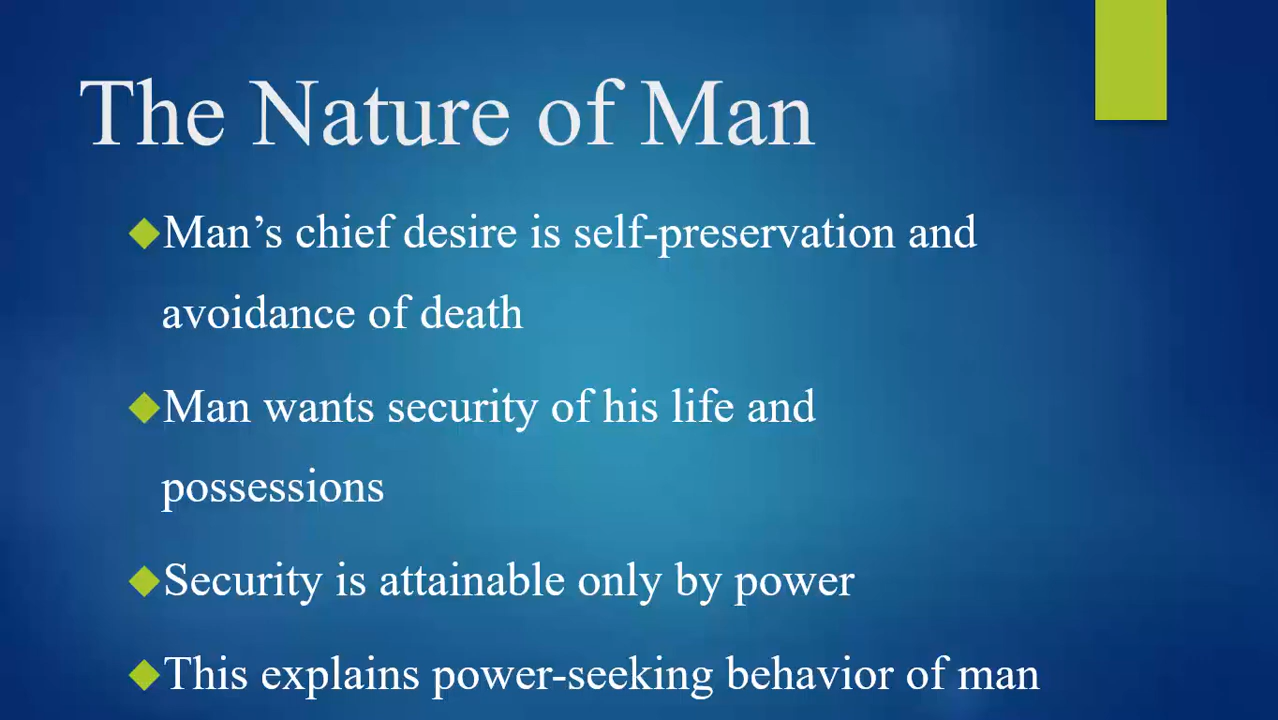 The Nature of Man
Man’s chief desire is self-preservation and
avoidance of death
Man wants security of his life and
possessions
Security is attainable only by power
This explains power-seeking behavior of man